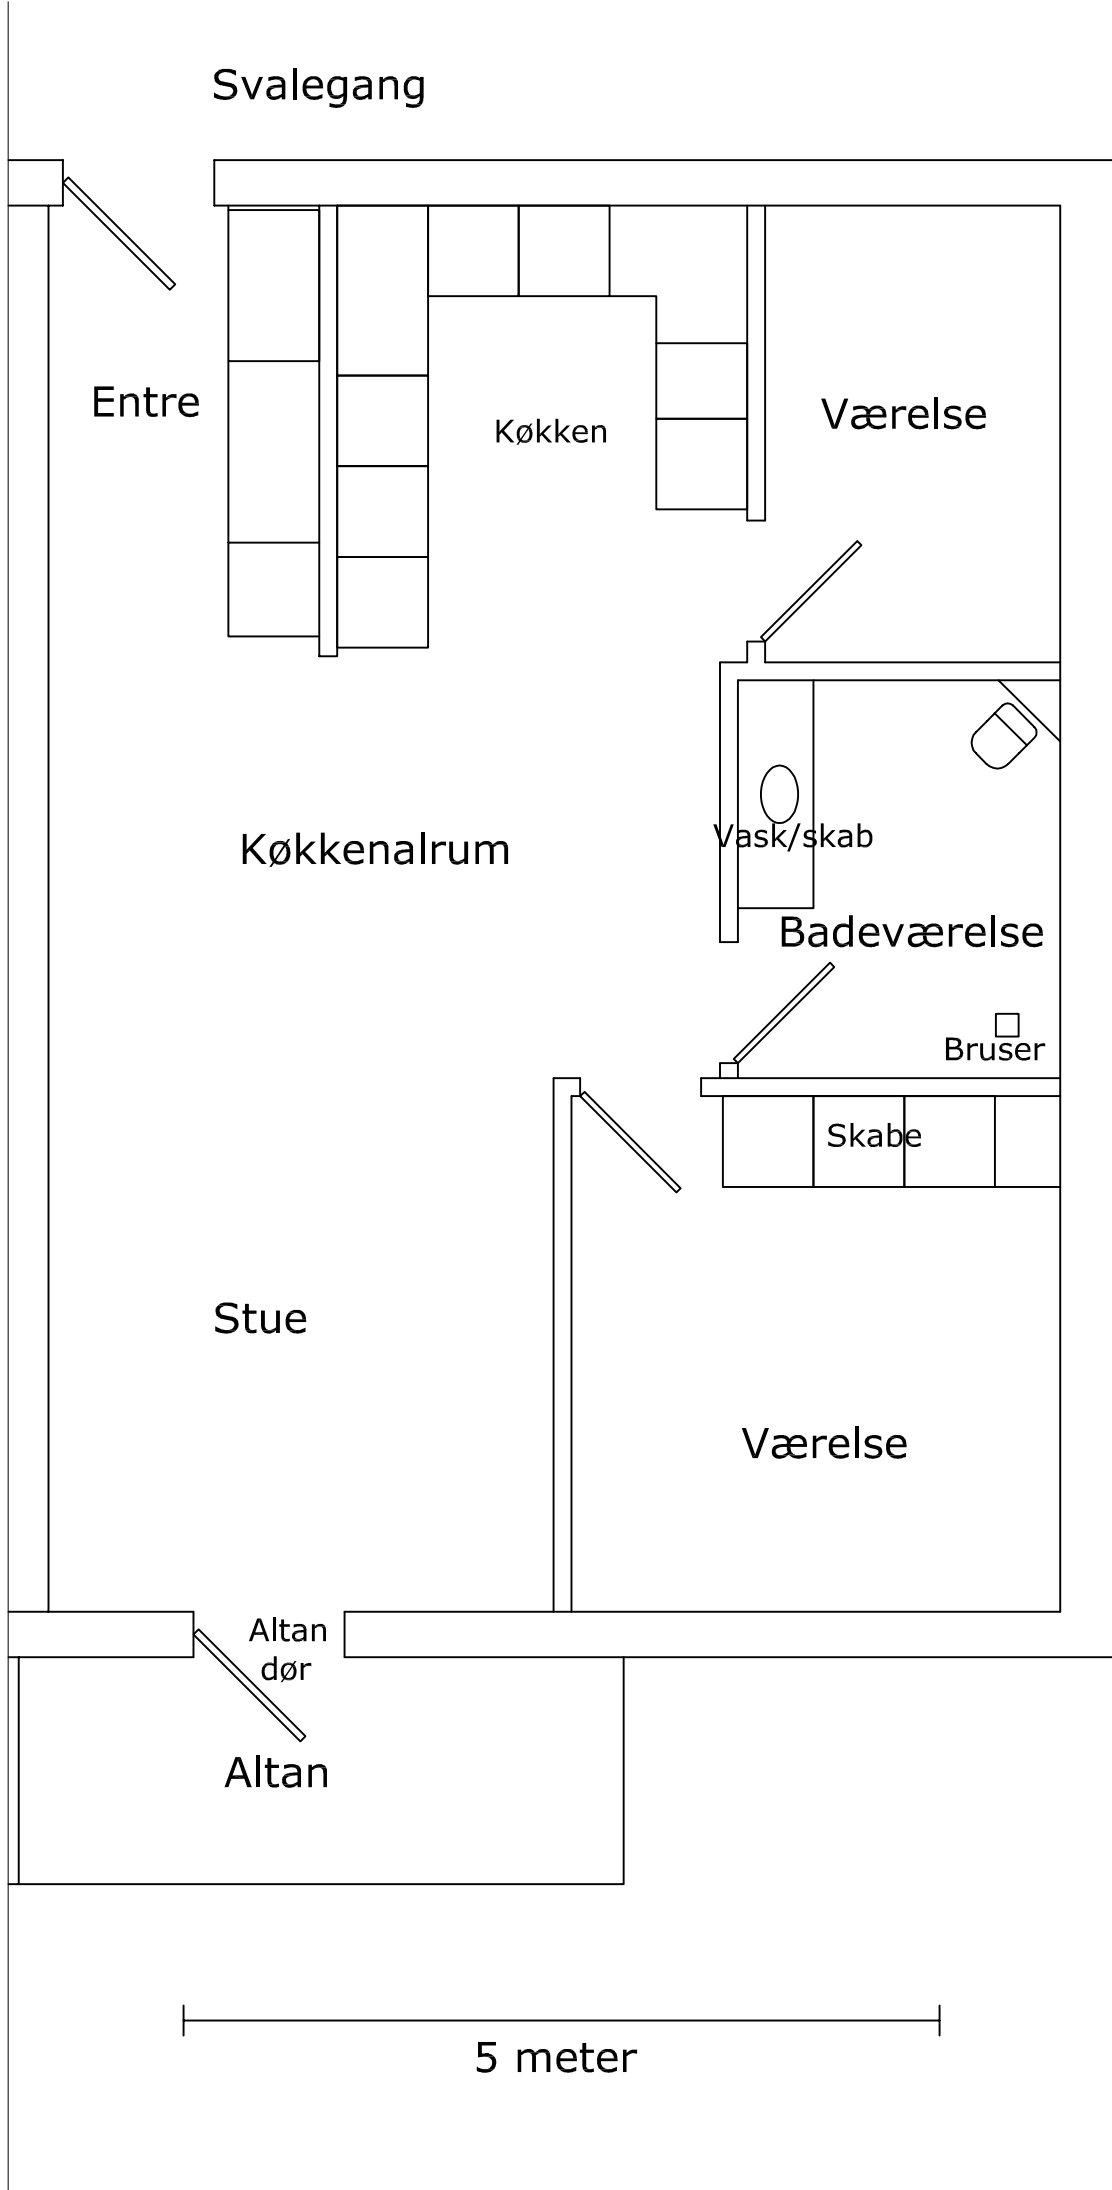 Svalegang
Entre
Køkken
Værelse
Vask/skab
Køkkenalrum
Badeværelse
Bruser
Skabe
Stue
Værelse
Altan
dør
Altan
5 meter